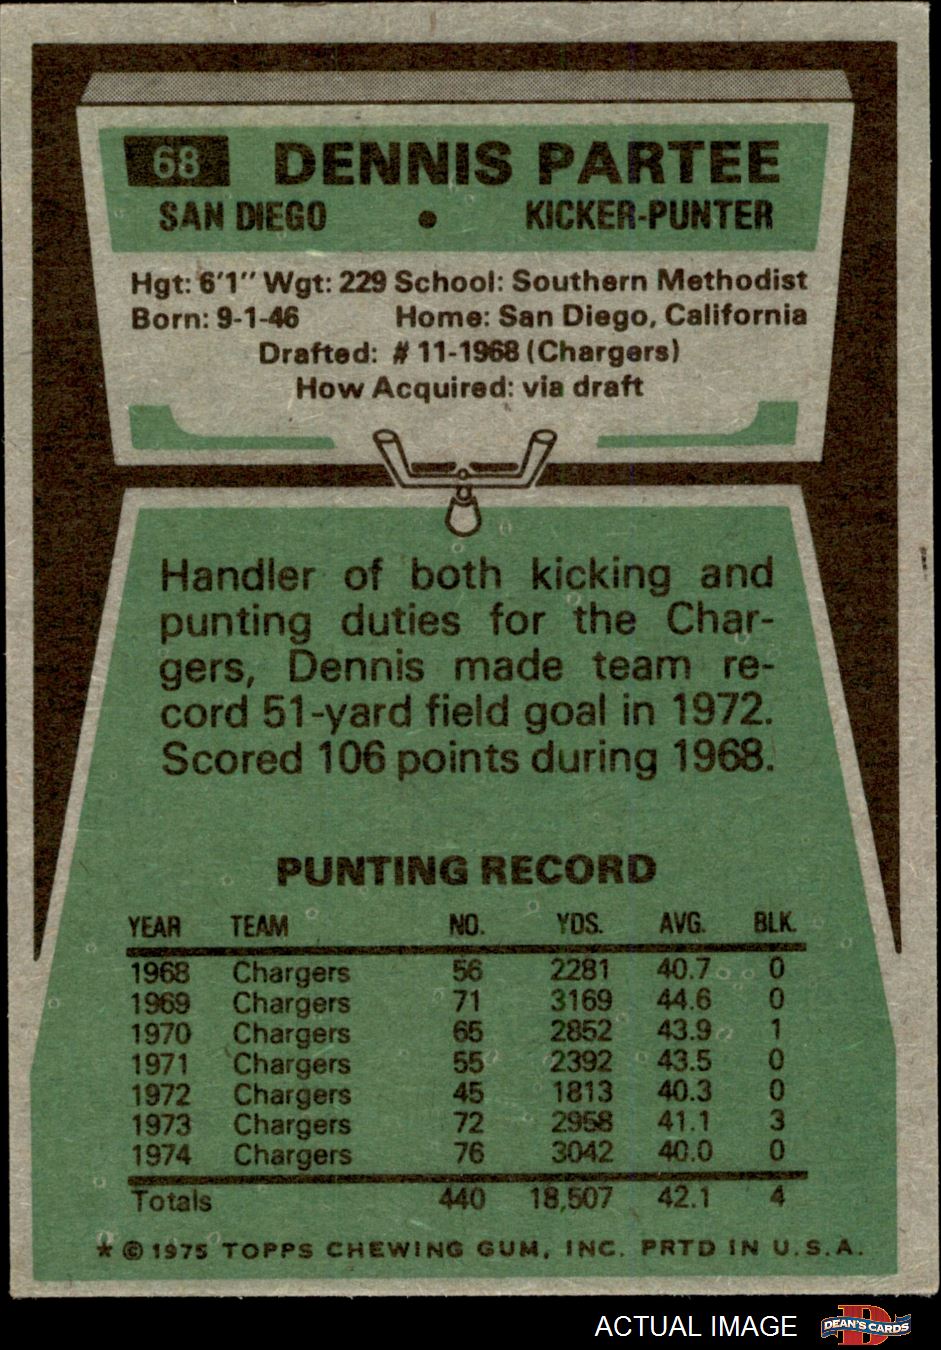 68 DENNIS PARTEE
SAN DIEGO • KICKER-PUNTER
Hgt: 6'1" Wgt: 229 School: Southern Methodist
Born: 9-1-46 Home: San Diego, California
Drafted: # 11-1968 (Chargers)
How Acquired: via draft
Handler of both kicking and
punting duties for the Char-
gers, Dennis made team re-
cord 51-yard field goal in 1972.
Scored 106 points during 1968.
PUNTING RECORD
YEAR TEAM NO. YDS. AVG. BLK.
1968 Chargers 56 2281 40.7 0
1969 Chargers 71 3169 44.6 0
1970 Chargers 65 2852 43.9 1
1971 Chargers 55 2392 43.5 0
1972 Chargers 45 1813 40.3 0
1973 Chargers 72 2958 41.1 3
1974 Chargers 76 3042 40.0 0
Totals 440 18,507 42.1 4
* © 1975 TOPPS CHEWING GUM, INC. PRTD IN U.S.A.
ACTUAL IMAGE D DEAN'S CARDS